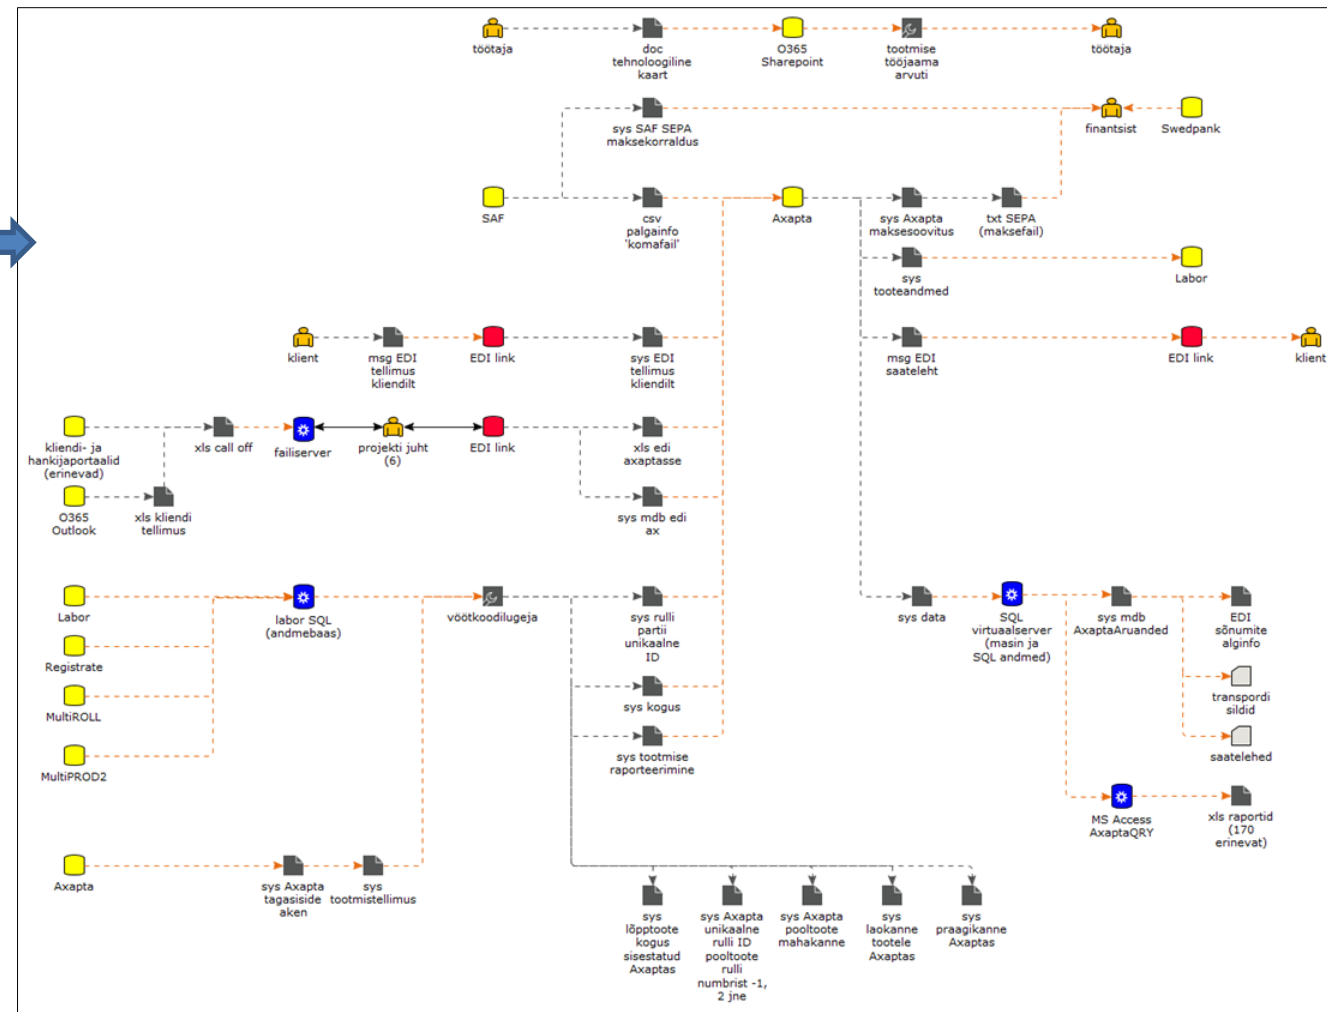 töötaja
doc
tehnoloogiline
kaart
O365
Sharepoint
tootmise
tööjaama
arvuti
töötaja
sys SAF SEPA
maksekorraldus
finantsist
Swedpank
SAF
csv
palgainfo
'komafail'
Axapta
sys Axapta
maksesoovitus
txt SEPA
(maksefail)
sys
tooteandmed
Labor
klient
msg EDI
tellimus
kliendilt
EDI link
sys EDI
tellimus
kliendilt
msg EDI
saateleht
EDI link
klient
kliendi- ja
hankijaportaalid
(erinevad)
xls call off
failiserver
projekti juht
(6)
EDI link
xls edi
axaptasse
O365
Outlook
xls kliendi
tellimus
sys mdb edi
ax
Labor
labor SQL
(andmebaas)
vöötkoodilugeja
sys rulli
partii
unikaalne
ID
sys data
SQL
virtuaalserver
(masin ja
SQL andmed)
sys mdb
AxaptaAruanded
EDI
sõnumite
alginfo
Registrate
MultiROLL
sys kogus
transpordi
sildid
MultiPROD2
sys tootmise
raporteerimine
saatelehed
MS Access
AxaptaQRY
xls raportid
(170
erinevat)
Axapta
sys Axapta
tagasiside
aken
sys
tootmistellimus
sys
lõpptoote
kogus
sisestatud
Axaptas
sys Axapta
unikaalne
rulli ID
pooltoote
rulli
numbrist -1,
2 jne
sys Axapta
pooltoote
mahakanne
sys
laokanne
tootele
Axaptas
sys
praagikanne
Axaptas